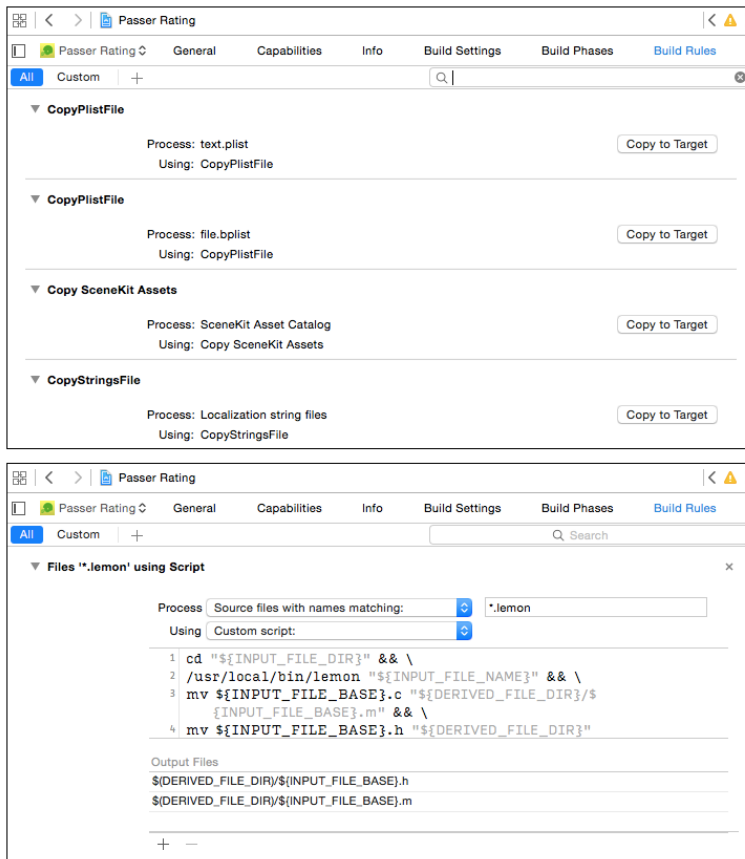 Passer Rating
Passer Rating General Capabilities Info Build Settings Build Phases Build Rules
All Custom +
CopyPlistFile
Process: text.plist Copy to Target
Using: CopyPlistFile
CopyPlistFile
Process: file.bplist Copy to Target
Using: CopyPlistFile
Copy SceneKit Assets
Process: SceneKit Asset Catalog Copy to Target
Using: Copy SceneKit Assets
CopyStringsFile
Process: Localization string files Copy to Target
Using: CopyStringsFile
Passer Rating
Passer Rating General Capabilities Info Build Settings Build Phases Build Rules
All Custom + Search
Files '*.lemon' using Script
Process Source files with names matching: *.lemon
Using Custom script:
1 cd "${INPUT_FILE_DIR}" && \
2 /usr/local/bin/lemon "${INPUT_FILE_NAME}" && \
3 mv ${INPUT_FILE_BASE}.c "${DERIVED_FILE_DIR}/$
{INPUT_FILE_BASE}.m" && \
4 mv ${INPUT_FILE_BASE}.h "${DERIVED_FILE_DIR}"
Output Files
$(DERIVED_FILE_DIR)/${INPUT_FILE_BASE}.h
$(DERIVED_FILE_DIR)/${INPUT_FILE_BASE}.m